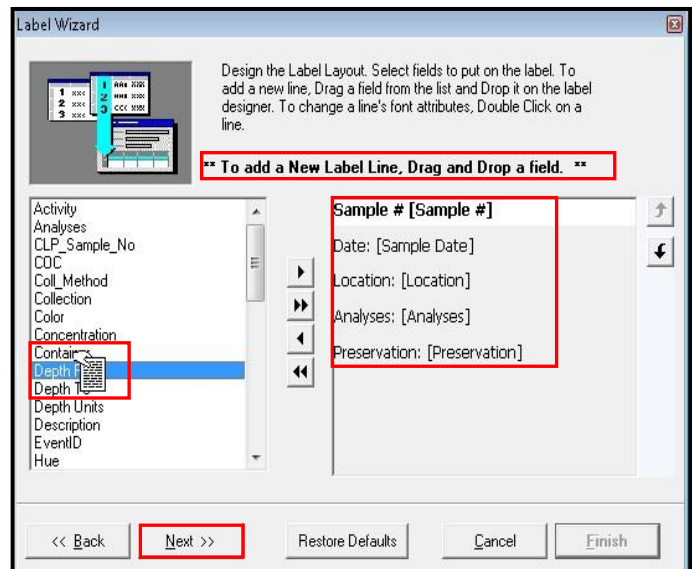 Label Wizard
Design the Label Layout. Select fields to put on the label. To
add a new line, Drag a field from the list and Drop it on the label
designer. To change a line's font attributes, Double Click on a
line.
** To add a New Label Line, Drag and Drop a field. **
Activity
Analyses
CLP_Sample_No
COC
Coll_Method
Collection
Color
Concentration
Depth
Depth
Depth Units
Description
EventID
Hue
Sample # [Sample #]
Date: [Sample Date]
Location: [Location]
Analyses: [Analyses]
Preservation: [Preservation]
<< Back
Next >>
Restore Defaults
Cancel
Finish